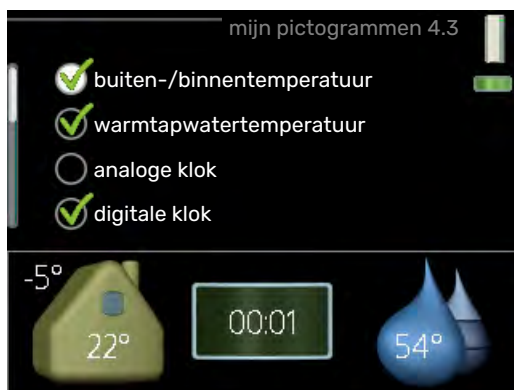 mijn pictogrammen 4.3
buiten-/binnentemperatuur
warmtapwatertemperatuur
analoge klok
digitale klok
-5°
22°
00:01
54°